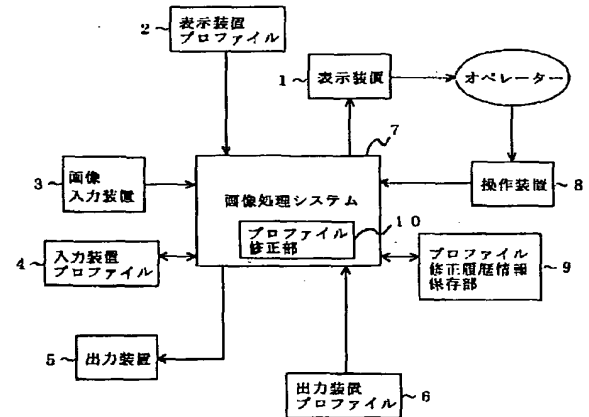 2
表示装置
プロファイル
1
表示装置
オペレーター
7
3
画像
入力装置
画像処理システム
操作装置
8
10
プロファイル
修正部
4
入力装置
プロファイル
プロファイル
修正履歴情報
保存部
9
5
出力装置
出力装置
プロファイル
6